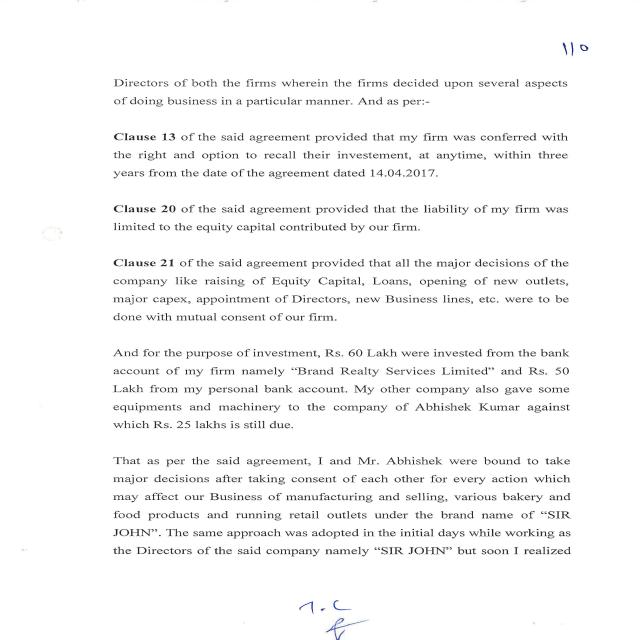 110
Directors of both the firms wherein the firms decided upon several aspects
of doing business in a particular manner. And as per:-
Clause 13 of the said agreement provided that my firm was conferred with
the right and option to recall their investement, at anytime, within three
years from the date of the agreement dated 14.04.2017.
Clause 20 of the said agreement provided that the liability of my firm was
limited to the equity capital contributed by our firm.
Clause 21 of the said agreement provided that all the major decisions of the
company like raising of Equity Capital, Loans, opening of new outlets,
major capex, appointment of Directors, new Business lines, etc. were to be
done with mutual consent of our firm.
And for the purpose of investment, Rs. 60 Lakh were invested from the bank
account of my firm namely “Brand Realty Services Limited” and Rs. 50
Lakh from my personal bank account. My other company also gave some
equipments and machinery to the company of Abhishek Kumar against
which Rs. 25 lakhs is still due.
That as per the said agreement, I and Mr. Abhishek were bound to take
major decisions after taking consent of each other for every action which
may affect our Business of manufacturing and selling, various bakery and
food products and running retail outlets under the brand name of “SIR
JOHN”. The same approach was adopted in the initial days while working as
the Directors of the said company namely “SIR JOHN” but soon I realized
T.C